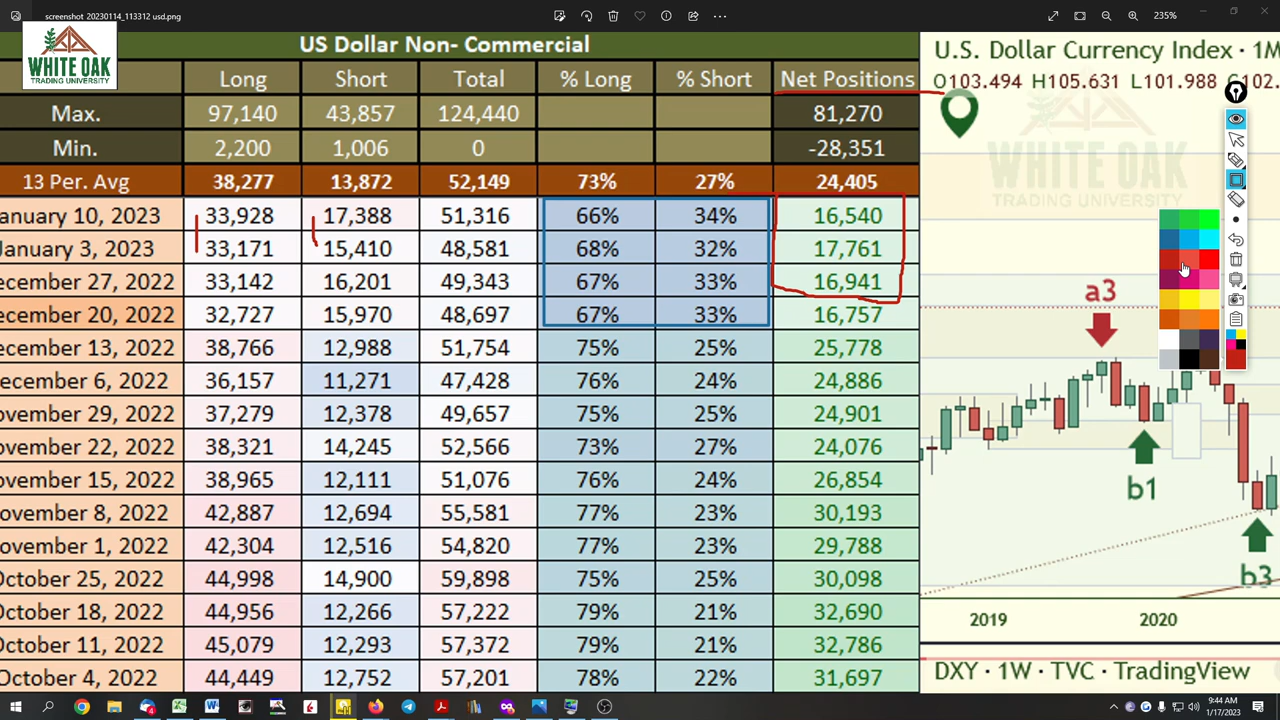 screenshot 20230114_113312 usd.png
235%
WHITE OAK
TRADING UNIVERSITY
US Dollar Non- Commercial
Long Short Total % Long % Short Net Positions
Max. 97,140 43,857 124,440 81,270
Min. 2,200 1,006 0 -28,351
13 Per. Avg 38,277 13,872 52,149 73% 27% 24,405
anuary 10, 2023 33,928 17,388 51,316 66% 34% 16,540
anuary 3, 2023 33,171 15,410 48,581 68% 32% 17,761
ecember 27, 2022 33,142 16,201 49,343 67% 33% 16,941
ecember 20, 2022 32,727 15,970 48,697 67% 33% 16,757
ecember 13, 2022 38,766 12,988 51,754 75% 25% 25,778
ecember 6, 2022 36,157 11,271 47,428 76% 24% 24,886
ovember 29, 2022 37,279 12,378 49,657 75% 25% 24,901
ovember 22, 2022 38,321 14,245 52,566 73% 27% 24,076
ovember 15, 2022 38,965 12,111 51,076 76% 24% 26,854
ovember 8, 2022 42,887 12,694 55,581 77% 23% 30,193
ovember 1, 2022 42,304 12,516 54,820 77% 23% 29,788
October 25, 2022 44,998 14,900 59,898 75% 25% 30,098
October 18, 2022 44,956 12,266 57,222 79% 21% 32,690
October 11, 2022 45,079 12,293 57,372 79% 21% 32,786
October 4, 2022 44,449 12,752 57,201 78% 22% 31,697
U.S. Dollar Currency Index · 1M
O103.494 H105.631 L101.988 C102.
WHITE OAK
a3
b1
b3
2019 2020
DXY · 1W · TVC · TradingView
9:44 AM
1/17/2023